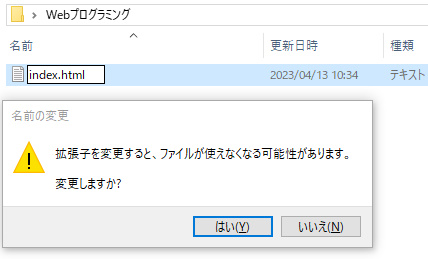 Webプログラミング
名前 更新日時 種類
index.html 2023/04/13 10:34 テキスト
名前の変更
拡張子を変更すると、ファイルが使えなくなる可能性があります。
変更しますか?
はい(Y) いいえ(N)